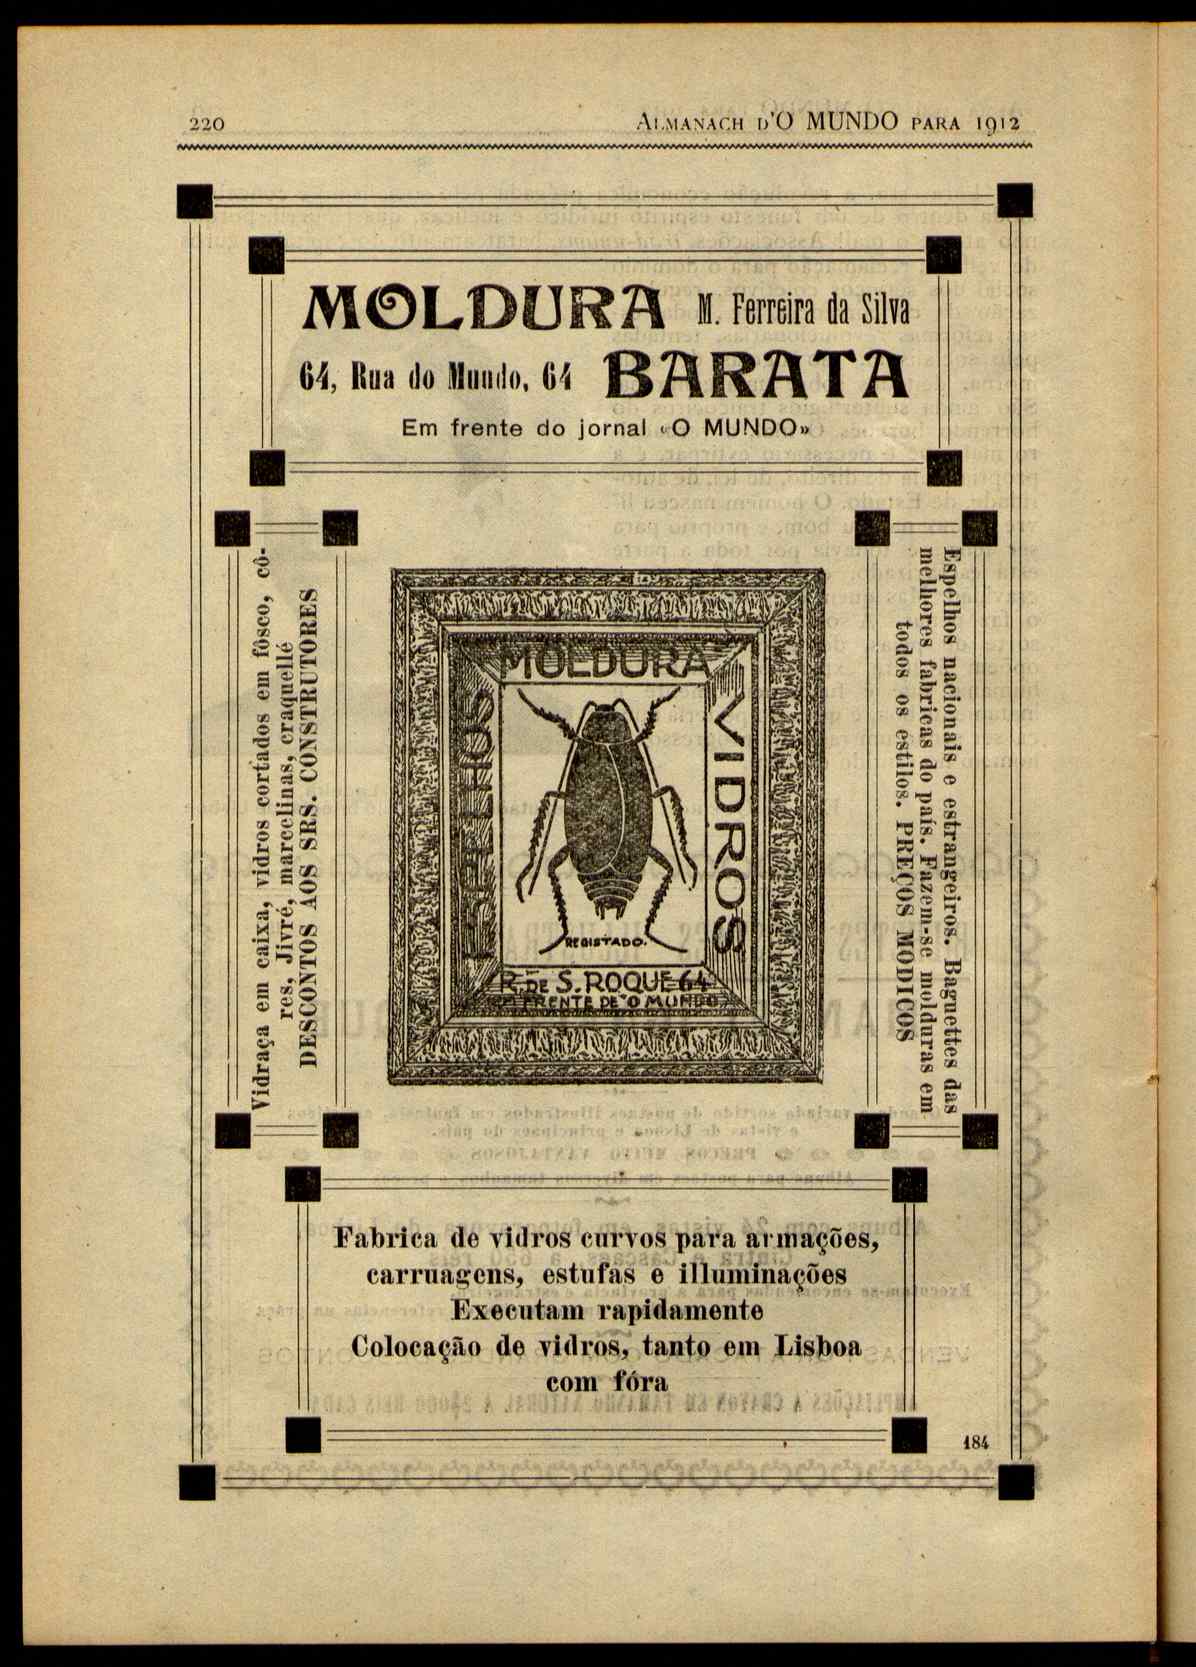 220
ALMANACH D'O MUNDO PARA 1912
MOLDURA M. Ferreira da Silva
64, Rua do Mundo, 64 BARATA
Em frente do jornal «O MUNDO»
Vidraça em caixa, vidros cortados em fôsco, cô-
res, Jivré, marcelinas, craquellé
DESCONTOS AOS SRS. CONSTRUTORES
MOLDURA
ESPELHOS
VIDROS
REGISTADO.
R. DE S. ROQUE 64
EM FRENTE DE "O MUNDO"
Espelhos nacionais e estrangeiros. Baguettes das
melhores fabricas do país. Fazem-se molduras em
todos os estilos. PREÇOS MODICOS
Fabrica de vidros curvos para armações,
carruagens, estufas e illuminações
Executam rapidamente
Colocação de vidros, tanto em Lisboa
com fóra
184